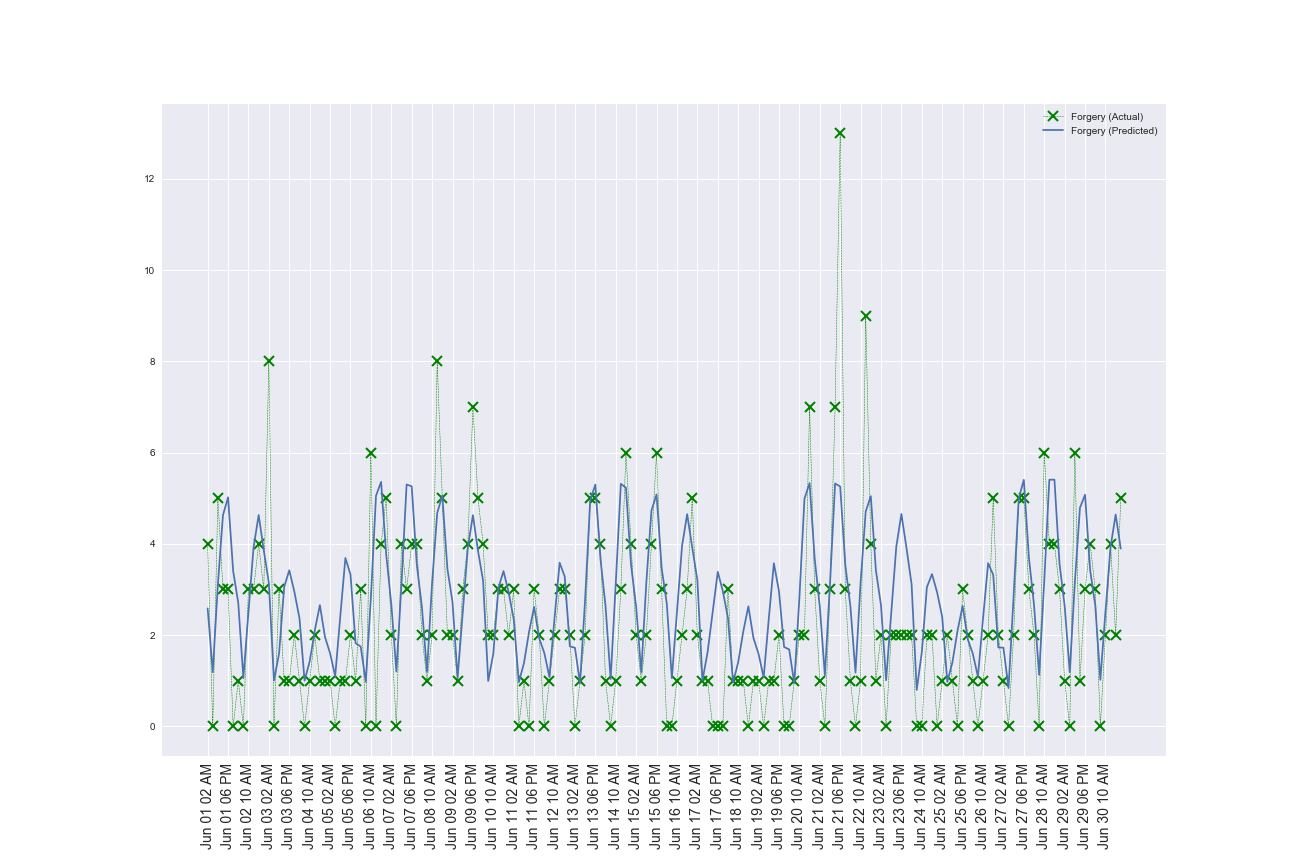 Forgery (Actual)
Forgery (Predicted)
12
10
8
6
4
2
0
Jun 01 02 AM
Jun 01 06 PM
Jun 02 10 AM
Jun 03 02 AM
Jun 03 06 PM
Jun 04 10 AM
Jun 05 02 AM
Jun 05 06 PM
Jun 06 10 AM
Jun 07 02 AM
Jun 07 06 PM
Jun 08 10 AM
Jun 09 02 AM
Jun 09 06 PM
Jun 10 10 AM
Jun 11 02 AM
Jun 11 06 PM
Jun 12 10 AM
Jun 13 02 AM
Jun 13 06 PM
Jun 14 10 AM
Jun 15 02 AM
Jun 15 06 PM
Jun 16 10 AM
Jun 17 02 AM
Jun 17 06 PM
Jun 18 10 AM
Jun 19 02 AM
Jun 19 06 PM
Jun 20 10 AM
Jun 21 02 AM
Jun 21 06 PM
Jun 22 10 AM
Jun 23 02 AM
Jun 23 06 PM
Jun 24 10 AM
Jun 25 02 AM
Jun 25 06 PM
Jun 26 10 AM
Jun 27 02 AM
Jun 27 06 PM
Jun 28 10 AM
Jun 29 02 AM
Jun 29 06 PM
Jun 30 10 AM